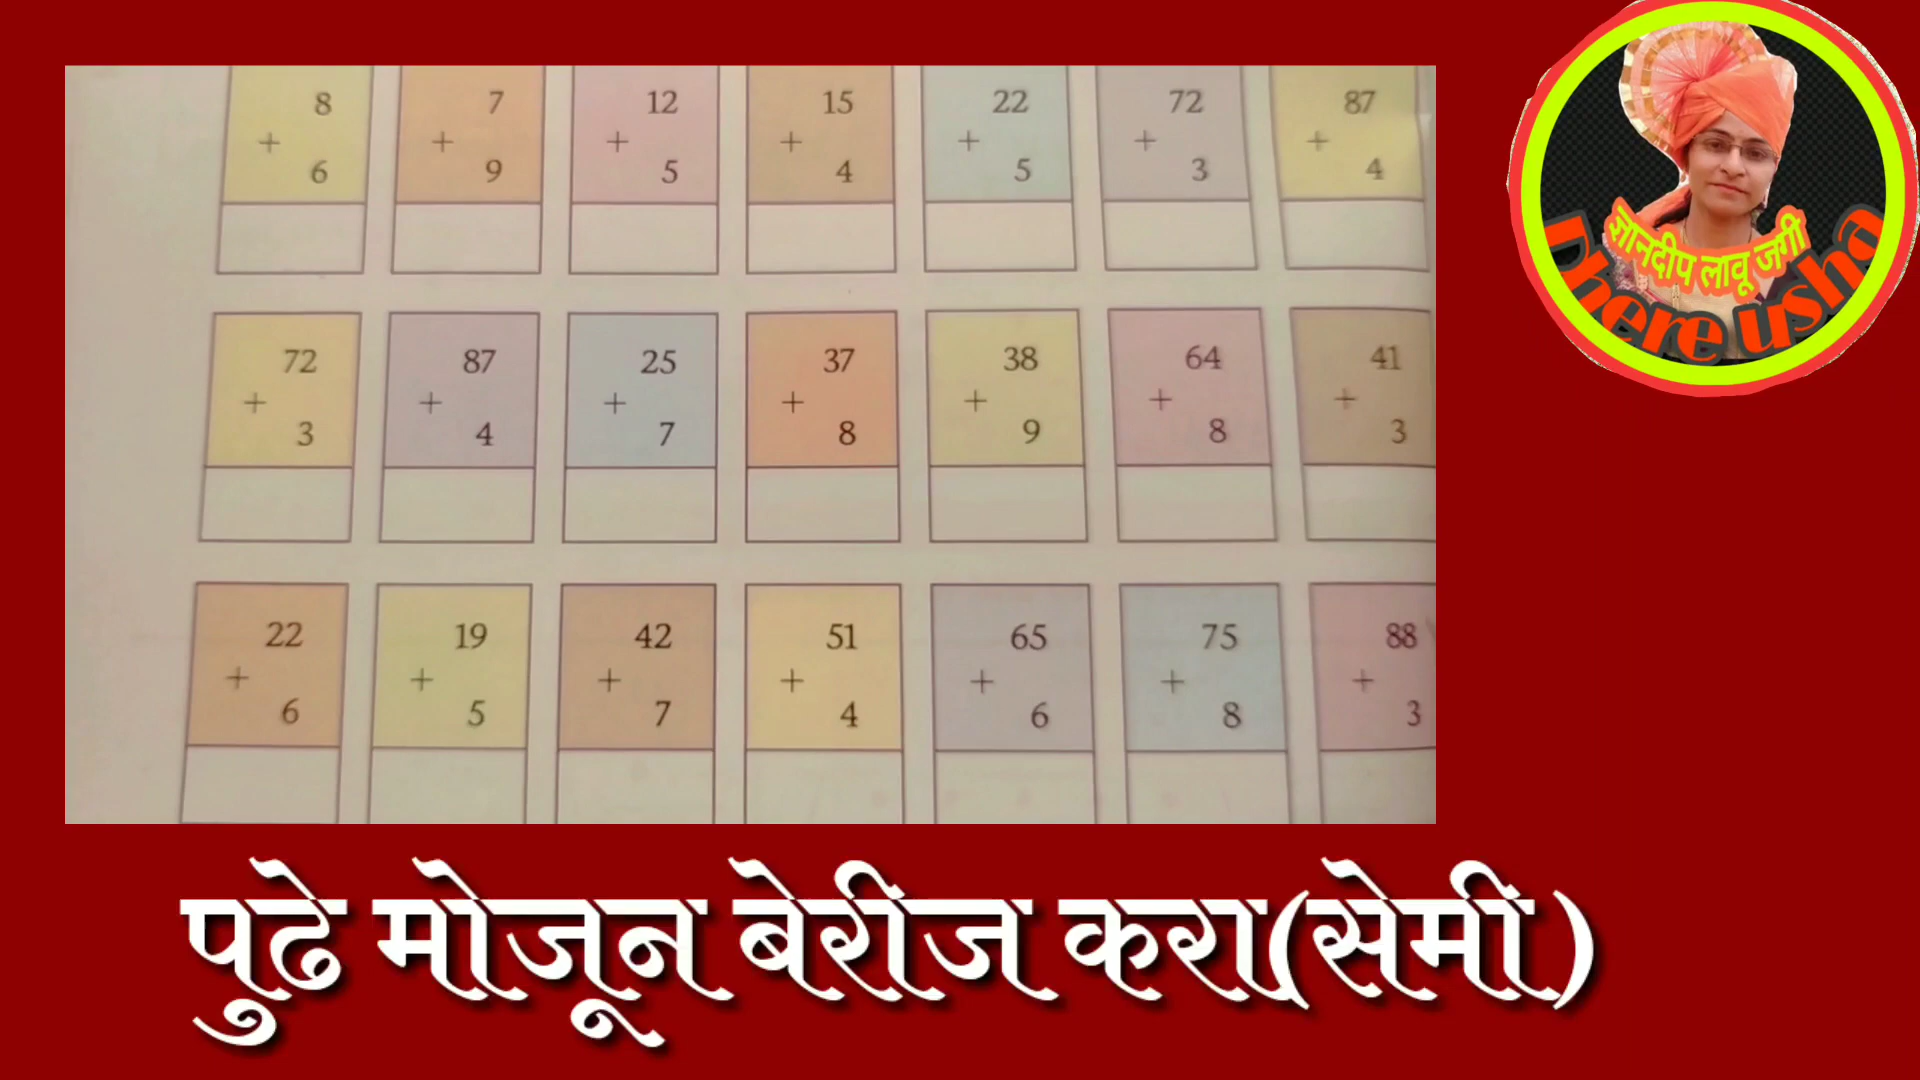 8 7 12 15 22 72 87
+ + + + + + +
6 9 5 4 5 3 4
72 87 25 37 38 64 41
+ + + + + + +
3 4 7 8 9 8 3
22 19 42 51 65 75 88
+ + + + + + +
6 5 7 4 6 8 3
ज्ञानदीप लावू जगी
Dhere usha
पुढे मोजून बेरीज करा(सेमी)